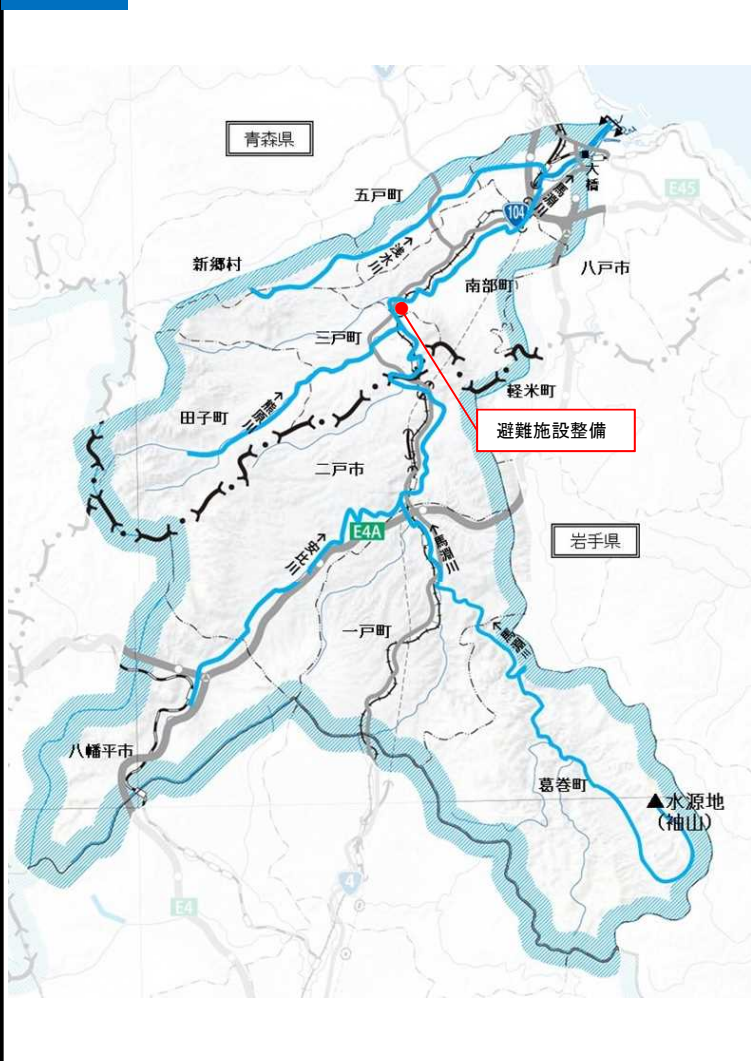 4
青森県
大橋
五戸町
E45
↑馬淵川
104
↑浅水川
新郷村
八戸市
南部町
三戸町
軽米町
↑熊原川
田子町
避難施設整備
二戸市
E4A
岩手県
↑安比川
↑馬淵川
一戸町
↑馬淵川
八幡平市
葛巻町
▲水源地
(袖山)
4
E4